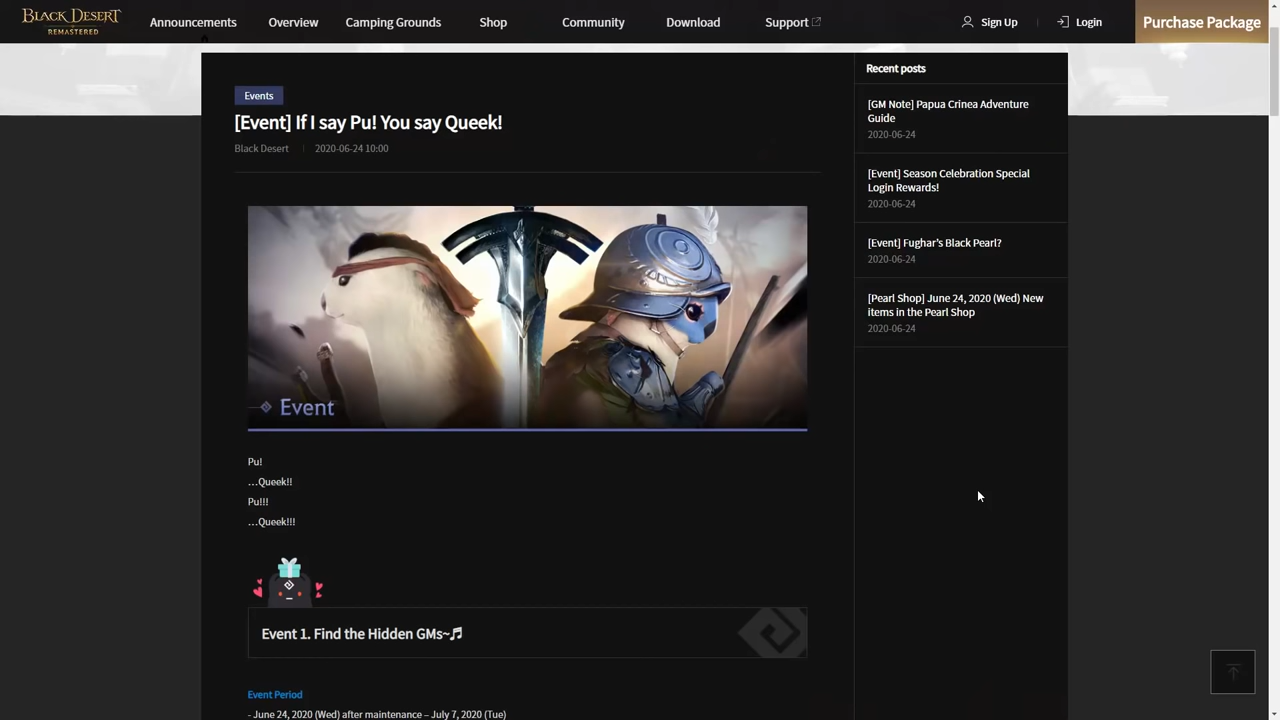 BLACK DESERT
REMASTERED
Announcements
Overview
Camping Grounds
Shop
Community
Download
Support
Sign Up
Login
Purchase Package
Events
[Event] If I say Pu! You say Queek!
Black Desert
2020-06-24 10:00
Event
Pu!
...Queek!!
Pu!!!
...Queek!!!
Event 1. Find the Hidden GMs~🎵
Event Period
- June 24, 2020 (Wed) after maintenance – July 7, 2020 (Tue)
Recent posts
[GM Note] Papua Crinea Adventure
Guide
2020-06-24
[Event] Season Celebration Special
Login Rewards!
2020-06-24
[Event] Fughar’s Black Pearl?
2020-06-24
[Pearl Shop] June 24, 2020 (Wed) New
items in the Pearl Shop
2020-06-24